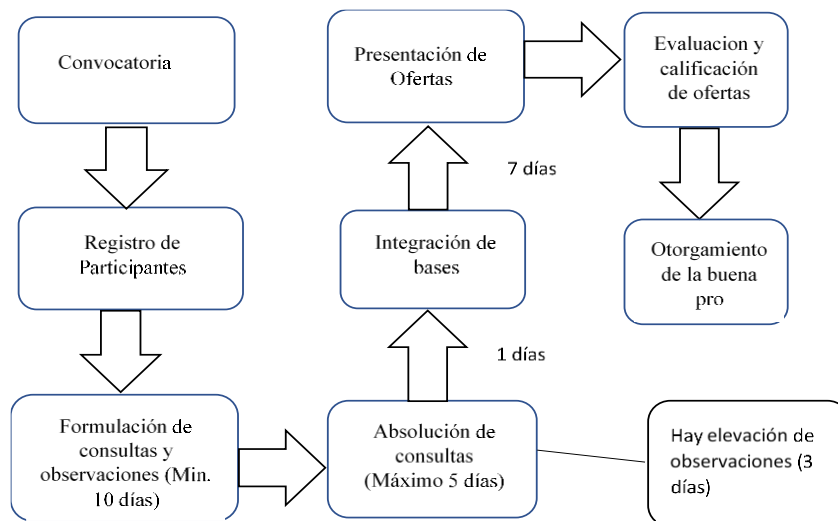 Convocatoria
Registro de
Participantes
Formulación de
consultas y
observaciones (Min.
10 días)
Absolución de
consultas
(Máximo 5 días)
Hay elevación de
observaciones (3
días)
1 días
Integración de
bases
7 días
Presentación de
Ofertas
Evaluacion y
calificación
de ofertas
Otorgamiento
de la buena
pro